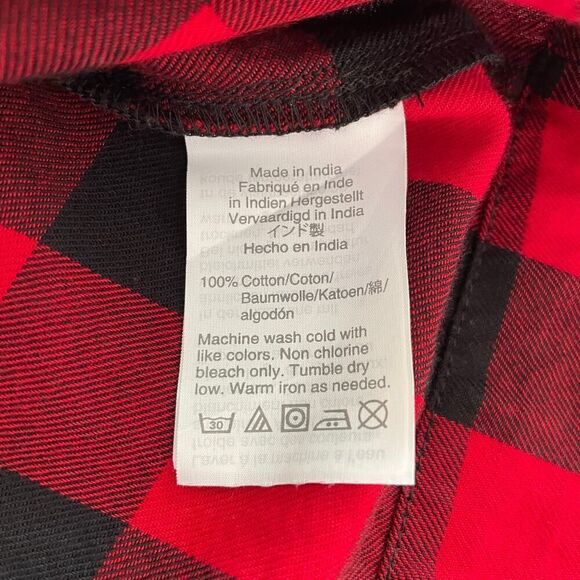 Made in India
Fabriqué en Inde
in Indien Hergestellt
Vervaardigd in India
インド製
Hecho en India
100% Cotton/Coton/
Baumwolle/Katoen/綿/
algodón
Machine wash cold with
like colors. Non chlorine
bleach only. Tumble dry
low. Warm iron as needed.
30